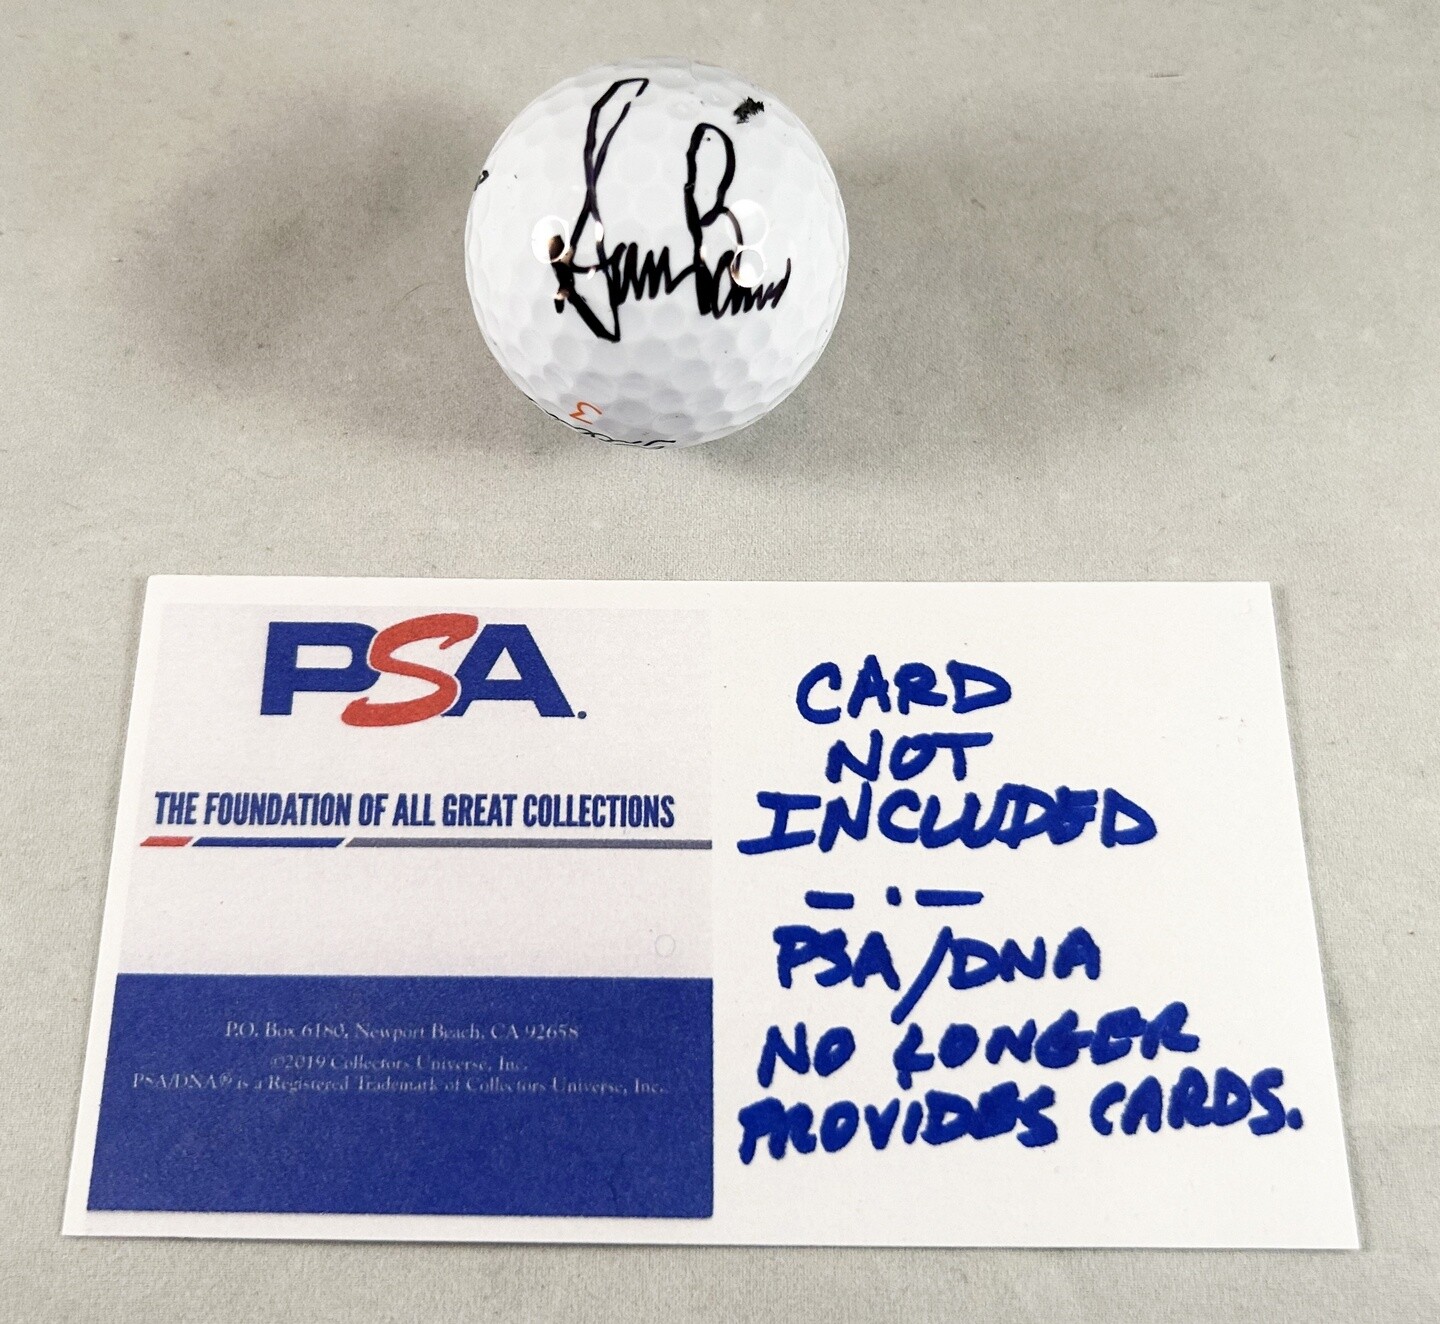 3
PSA.
THE FOUNDATION OF ALL GREAT COLLECTIONS
P.O. Box 6180, Newport Beach, CA 92658
©2019 Collectors Universe, Inc.
PSA/DNA® is a Registered Trademark of Collectors Universe, Inc.
CARD
NOT
INCLUDED
— · —
PSA/DNA
NO LONGER
PROVIDES CARDS.